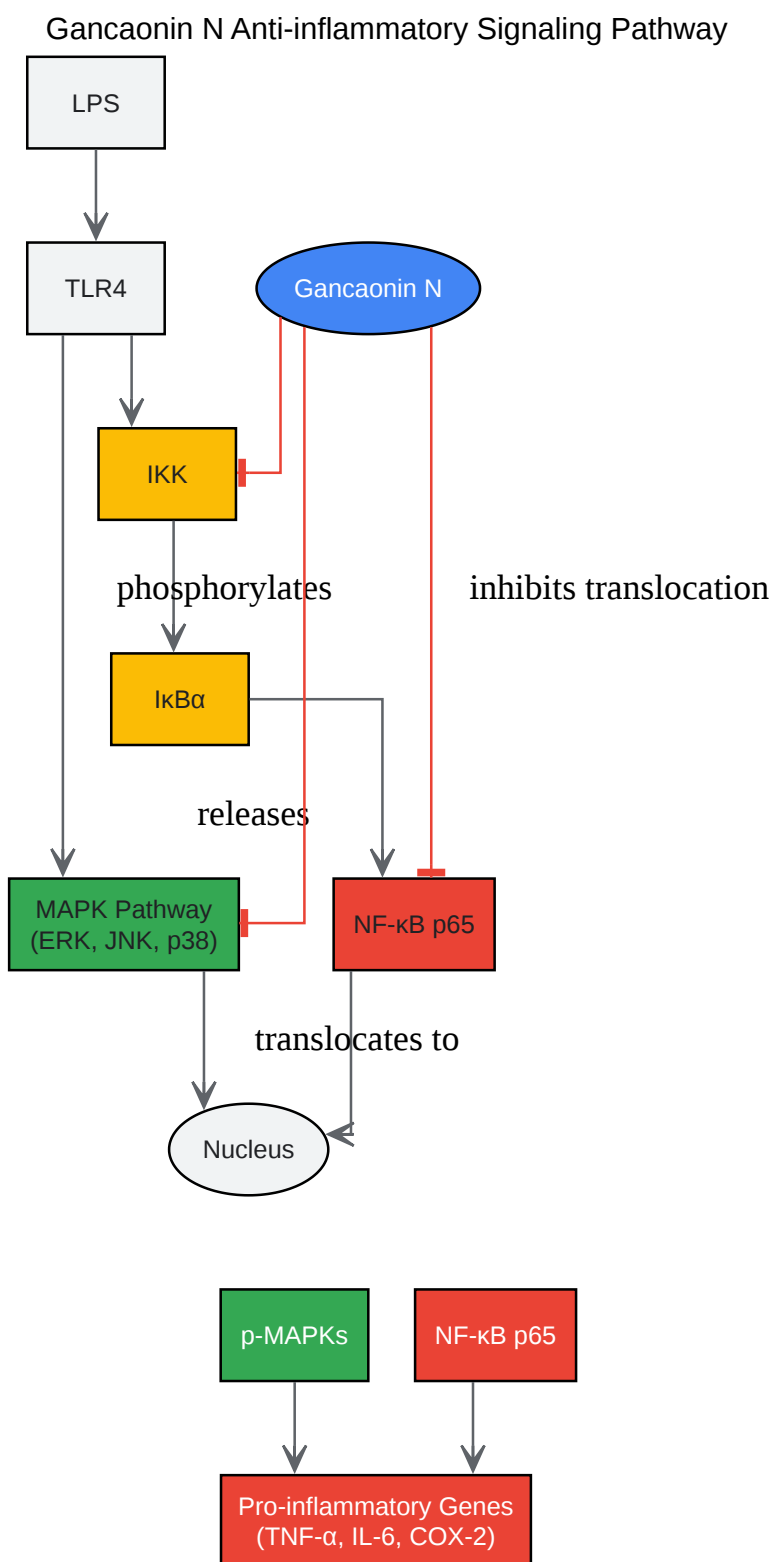 Gancaonin N Anti-inflammatory Signaling Pathway
LPS
TLR4
Gancaonin N
IKK
phosphorylates
inhibits translocation
IκBα
releases
MAPK Pathway
(ERK, JNK, p38)
NF-κB p65
translocates to
Nucleus
p-MAPKs
NF-κB p65
Pro-inflammatory Genes
(TNF-α, IL-6, COX-2)